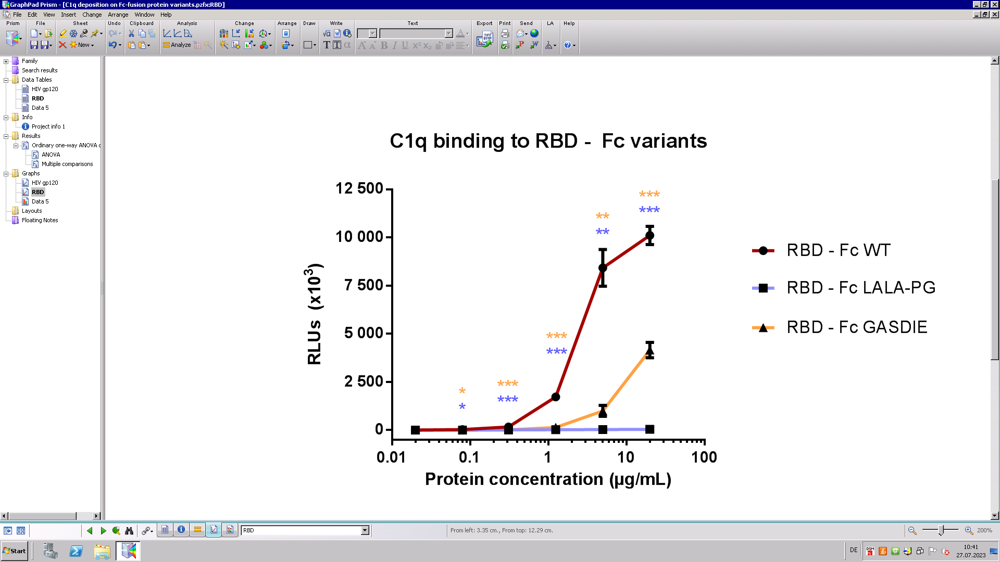 GraphPad Prism - [C1q deposition on Fc-fusion protein variants.pzfx:RBD]
File Edit View Insert Change Arrange Window Help
Prism File Sheet Undo Clipboard Analysis Change Arrange Draw Write Text Export Print Send LA Help
New
Analyze
Family
Search results
Data Tables
HIV gp120
RBD
Data 5
Info
Project info 1
Results
Ordinary one-way ANOVA
ANOVA
Multiple comparisons
Graphs
HIV gp120
RBD
Data 5
Layouts
Floating Notes
C1q binding to RBD - Fc variants
12 500
10 000
7 500
5 000
2 500
0
RLUs (x10³)
***
***
**
**
***
***
***
***
*
*
0.01 0.1 1 10 100
Protein concentration (µg/mL)
RBD - Fc WT
RBD - Fc LALA-PG
RBD - Fc GASDIE
RBD
From left: 3.35 cm., From top: 12.29 cm.
200%
Start
DE
DSM
10:41
27.07.2023